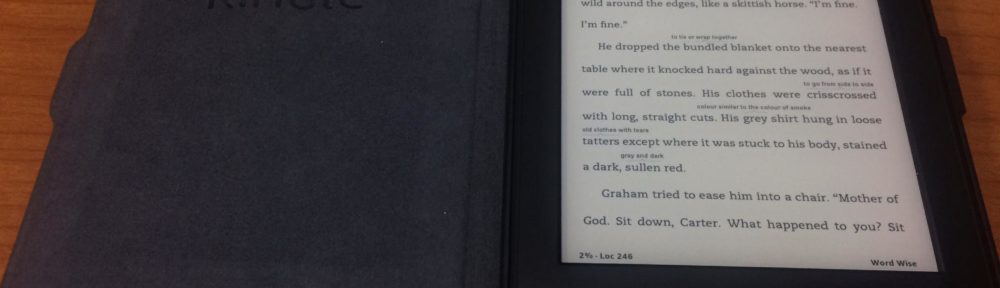 kindle
wild around the edges, like a skittish horse. “I’m fine.
I’m fine.”
to tie or wrap together
He dropped the bundled blanket onto the nearest
table where it knocked hard against the wood, as if it
to go from side to side
were full of stones. His clothes were crisscrossed
colour similar to the colour of smoke
with long, straight cuts. His grey shirt hung in loose
old clothes with tears
tatters except where it was stuck to his body, stained
gray and dark
a dark, sullen red.
Graham tried to ease him into a chair. “Mother of
God. Sit down, Carter. What happened to you? Sit
2% - Loc 246
Word Wise